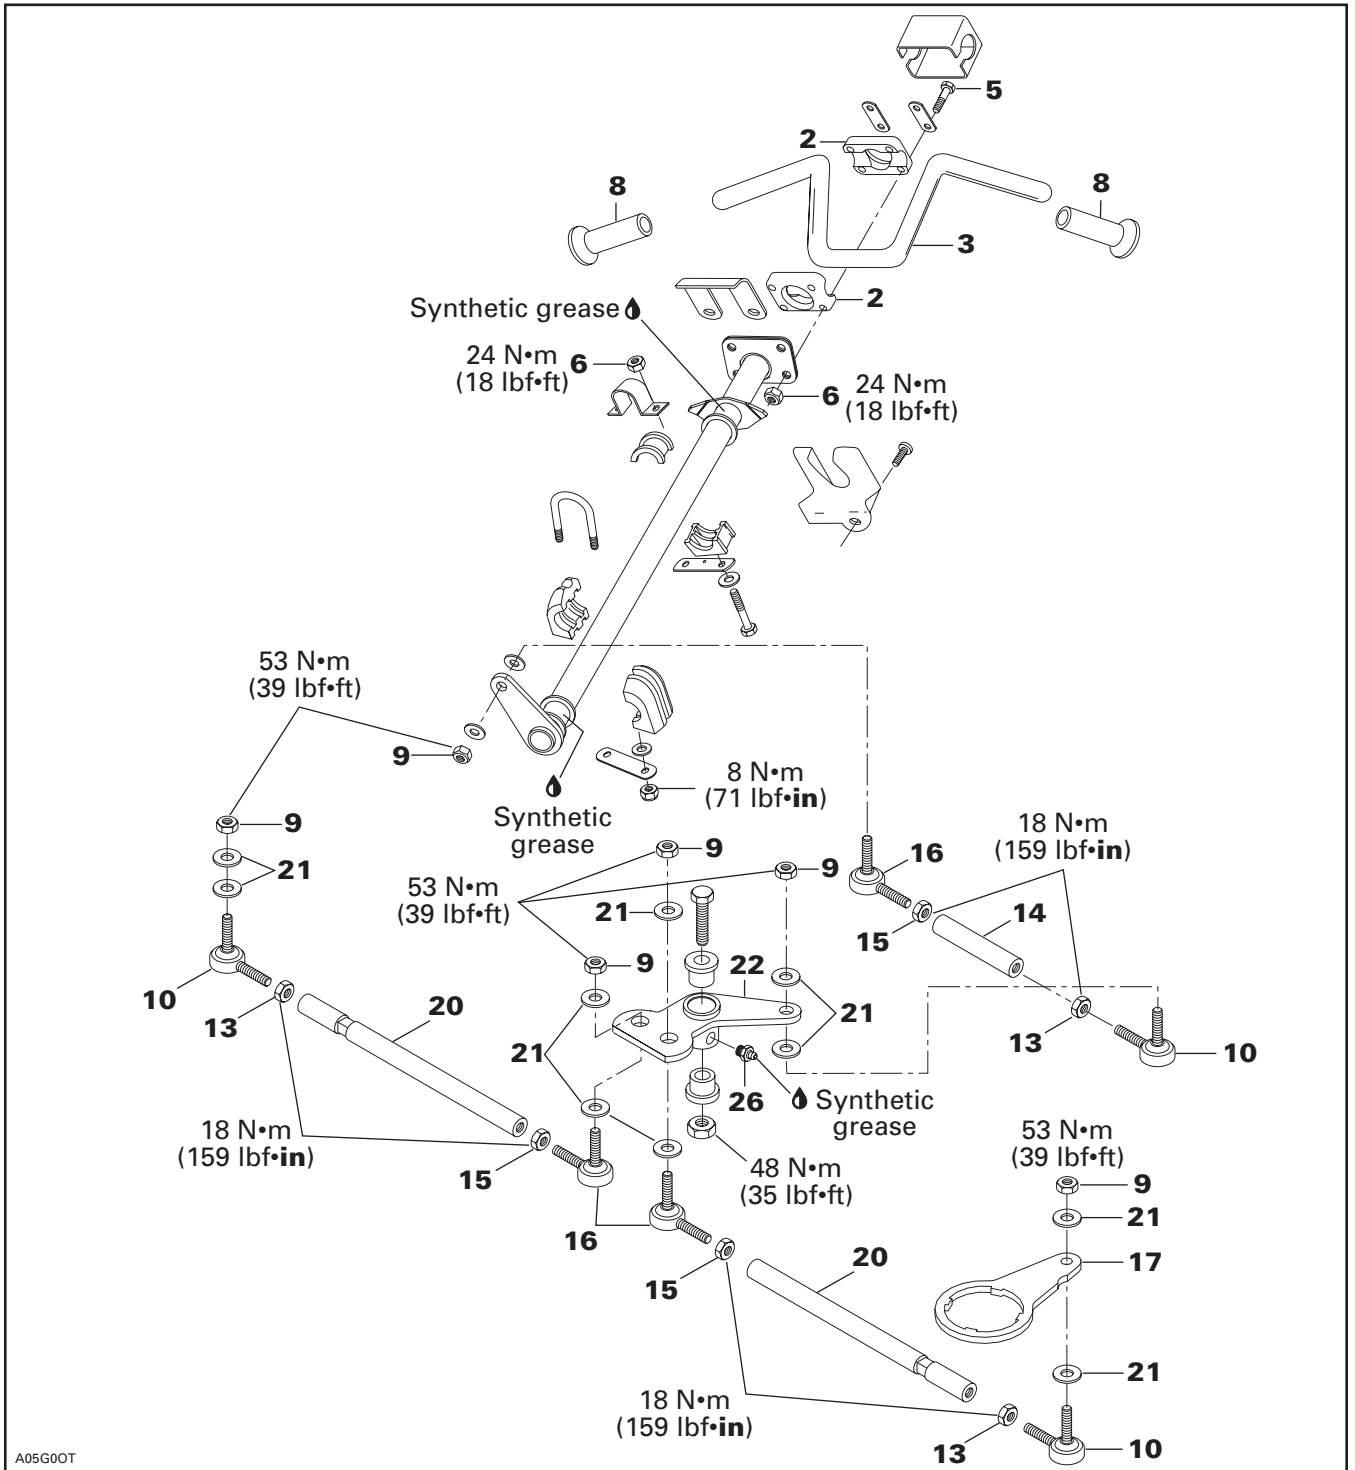 5
2
8
8
3
2
Synthetic grease
24 N•m
(18 lbf•ft)
6
6
24 N•m
(18 lbf•ft)
53 N•m
(39 lbf•ft)
9
8 N•m
(71 lbf•in)
Synthetic
grease
9
21
9
9
16
18 N•m
(159 lbf•in)
53 N•m
(39 lbf•ft)
21
14
15
9
22
10
13
20
21
21
13
10
26
Synthetic
grease
18 N•m
(159 lbf•in)
15
48 N•m
(35 lbf•ft)
53 N•m
(39 lbf•ft)
9
21
16
15
20
17
21
18 N•m
(159 lbf•in)
13
10
A05G0OT